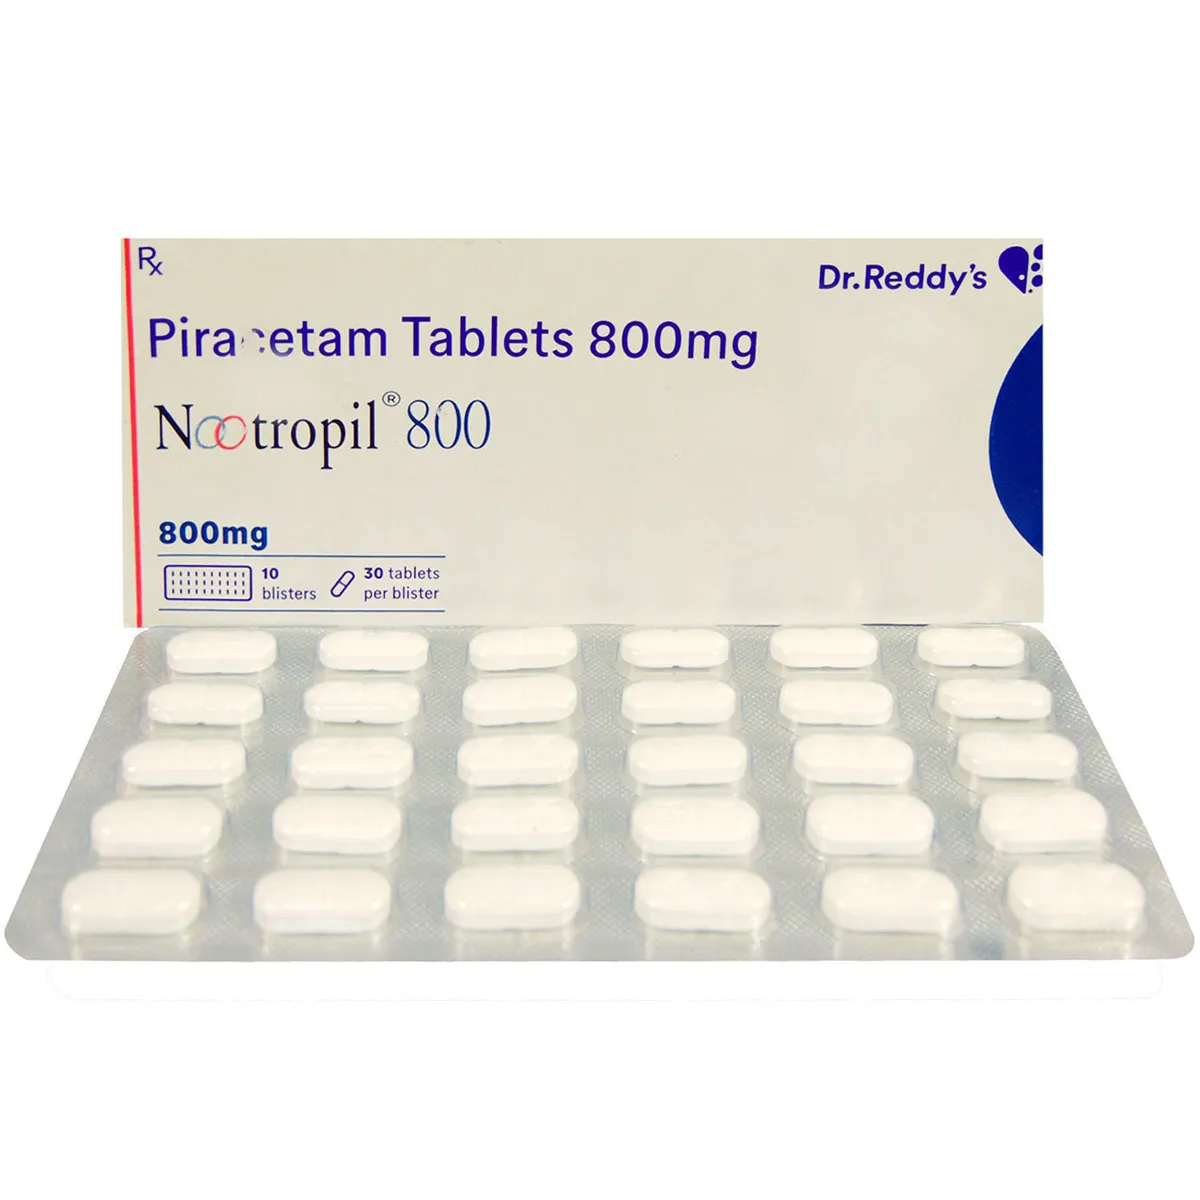 Rx
Dr.Reddy's
Piracetam Tablets 800mg
Nootropil® 800
800mg
10 blisters
30 tablets per blister